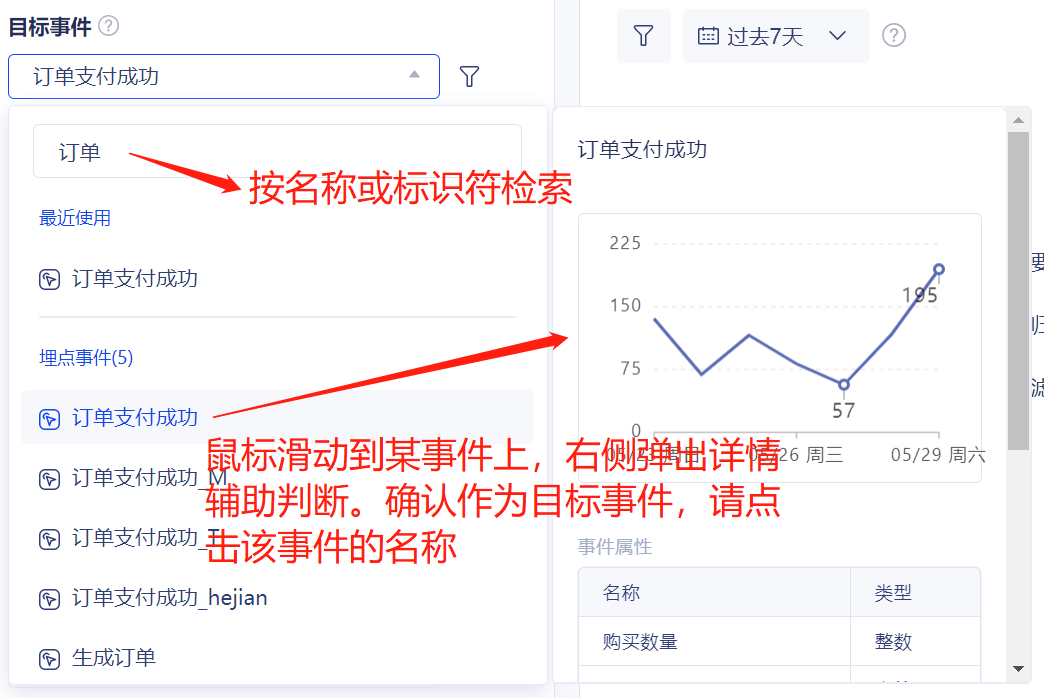 目标事件
过去7天
订单支付成功
订单
按名称或标识符检索
最近使用
订单支付成功
埋点事件(5)
订单支付成功
订单支付成功_M
订单支付成功_
订单支付成功_hejian
生成订单
鼠标滑动到某事件上，右侧弹出详情
辅助判断。确认作为目标事件，请点
击该事件的名称
订单支付成功
225
150
75
0
195
57
05/23 周日
05/26 周三
05/29 周六
事件属性
名称 类型
购买数量 整数
要
归
滤